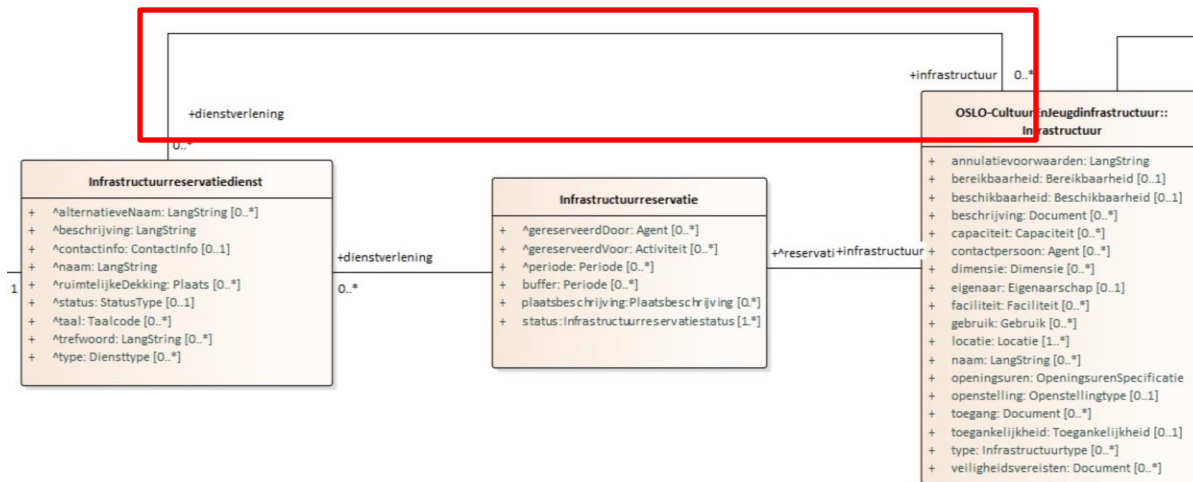 +infrastructuur 0..*
+dienstverlening
0..*
Infrastructuurreservatiedienst
+ ^alternatieveNaam: LangString [0..*]
+ ^beschrijving: LangString
+ ^contactinfo: ContactInfo [0..1]
+ ^naam: LangString
+ ^ruimtelijkeDekking: Plaats [0..*]
+ ^status: StatusType [0..1]
+ ^taal: Taalcode [0..*]
+ ^trefwoord: LangString [0..*]
+ ^type: Diensttype [0..*]
1
+dienstverlening
0..*
Infrastructuurreservatie
+ ^gereserveerdDoor: Agent [0..*]
+ ^gereserveerdVoor: Activiteit [0..*]
+ ^periode: Periode [0..*]
+ buffer: Periode [0..*]
+ plaatsbeschrijving:Plaatsbeschrijving [0.*]
+ status:Infrastructuurreservatiestatus [1.*]
+^reservati +infrastructuur
OSLO-CultuurEnJeugdinfrastructuur::
Infrastructuur
+ annulatievoorwaarden: LangString
+ bereikbaarheid: Bereikbaarheid [0..1]
+ beschikbaarheid: Beschikbaarheid [0..1]
+ beschrijving: Document [0..*]
+ capaciteit: Capaciteit [0..*]
+ contactpersoon: Agent [0..*]
+ dimensie: Dimensie [0..*]
+ eigenaar: Eigenaarschap [0..1]
+ faciliteit: Faciliteit [0..*]
+ gebruik: Gebruik [0..*]
+ locatie: Locatie [1..*]
+ naam: LangString [0..*]
+ openingsuren: OpeningsurenSpecificatie
+ openstelling: Openstellingtype [0..1]
+ toegang: Document [0..*]
+ toegankelijkheid: Toegankelijkheid [0..1]
+ type: Infrastructuurtype [0..*]
+ veiligheidsvereisten: Document [0..*]